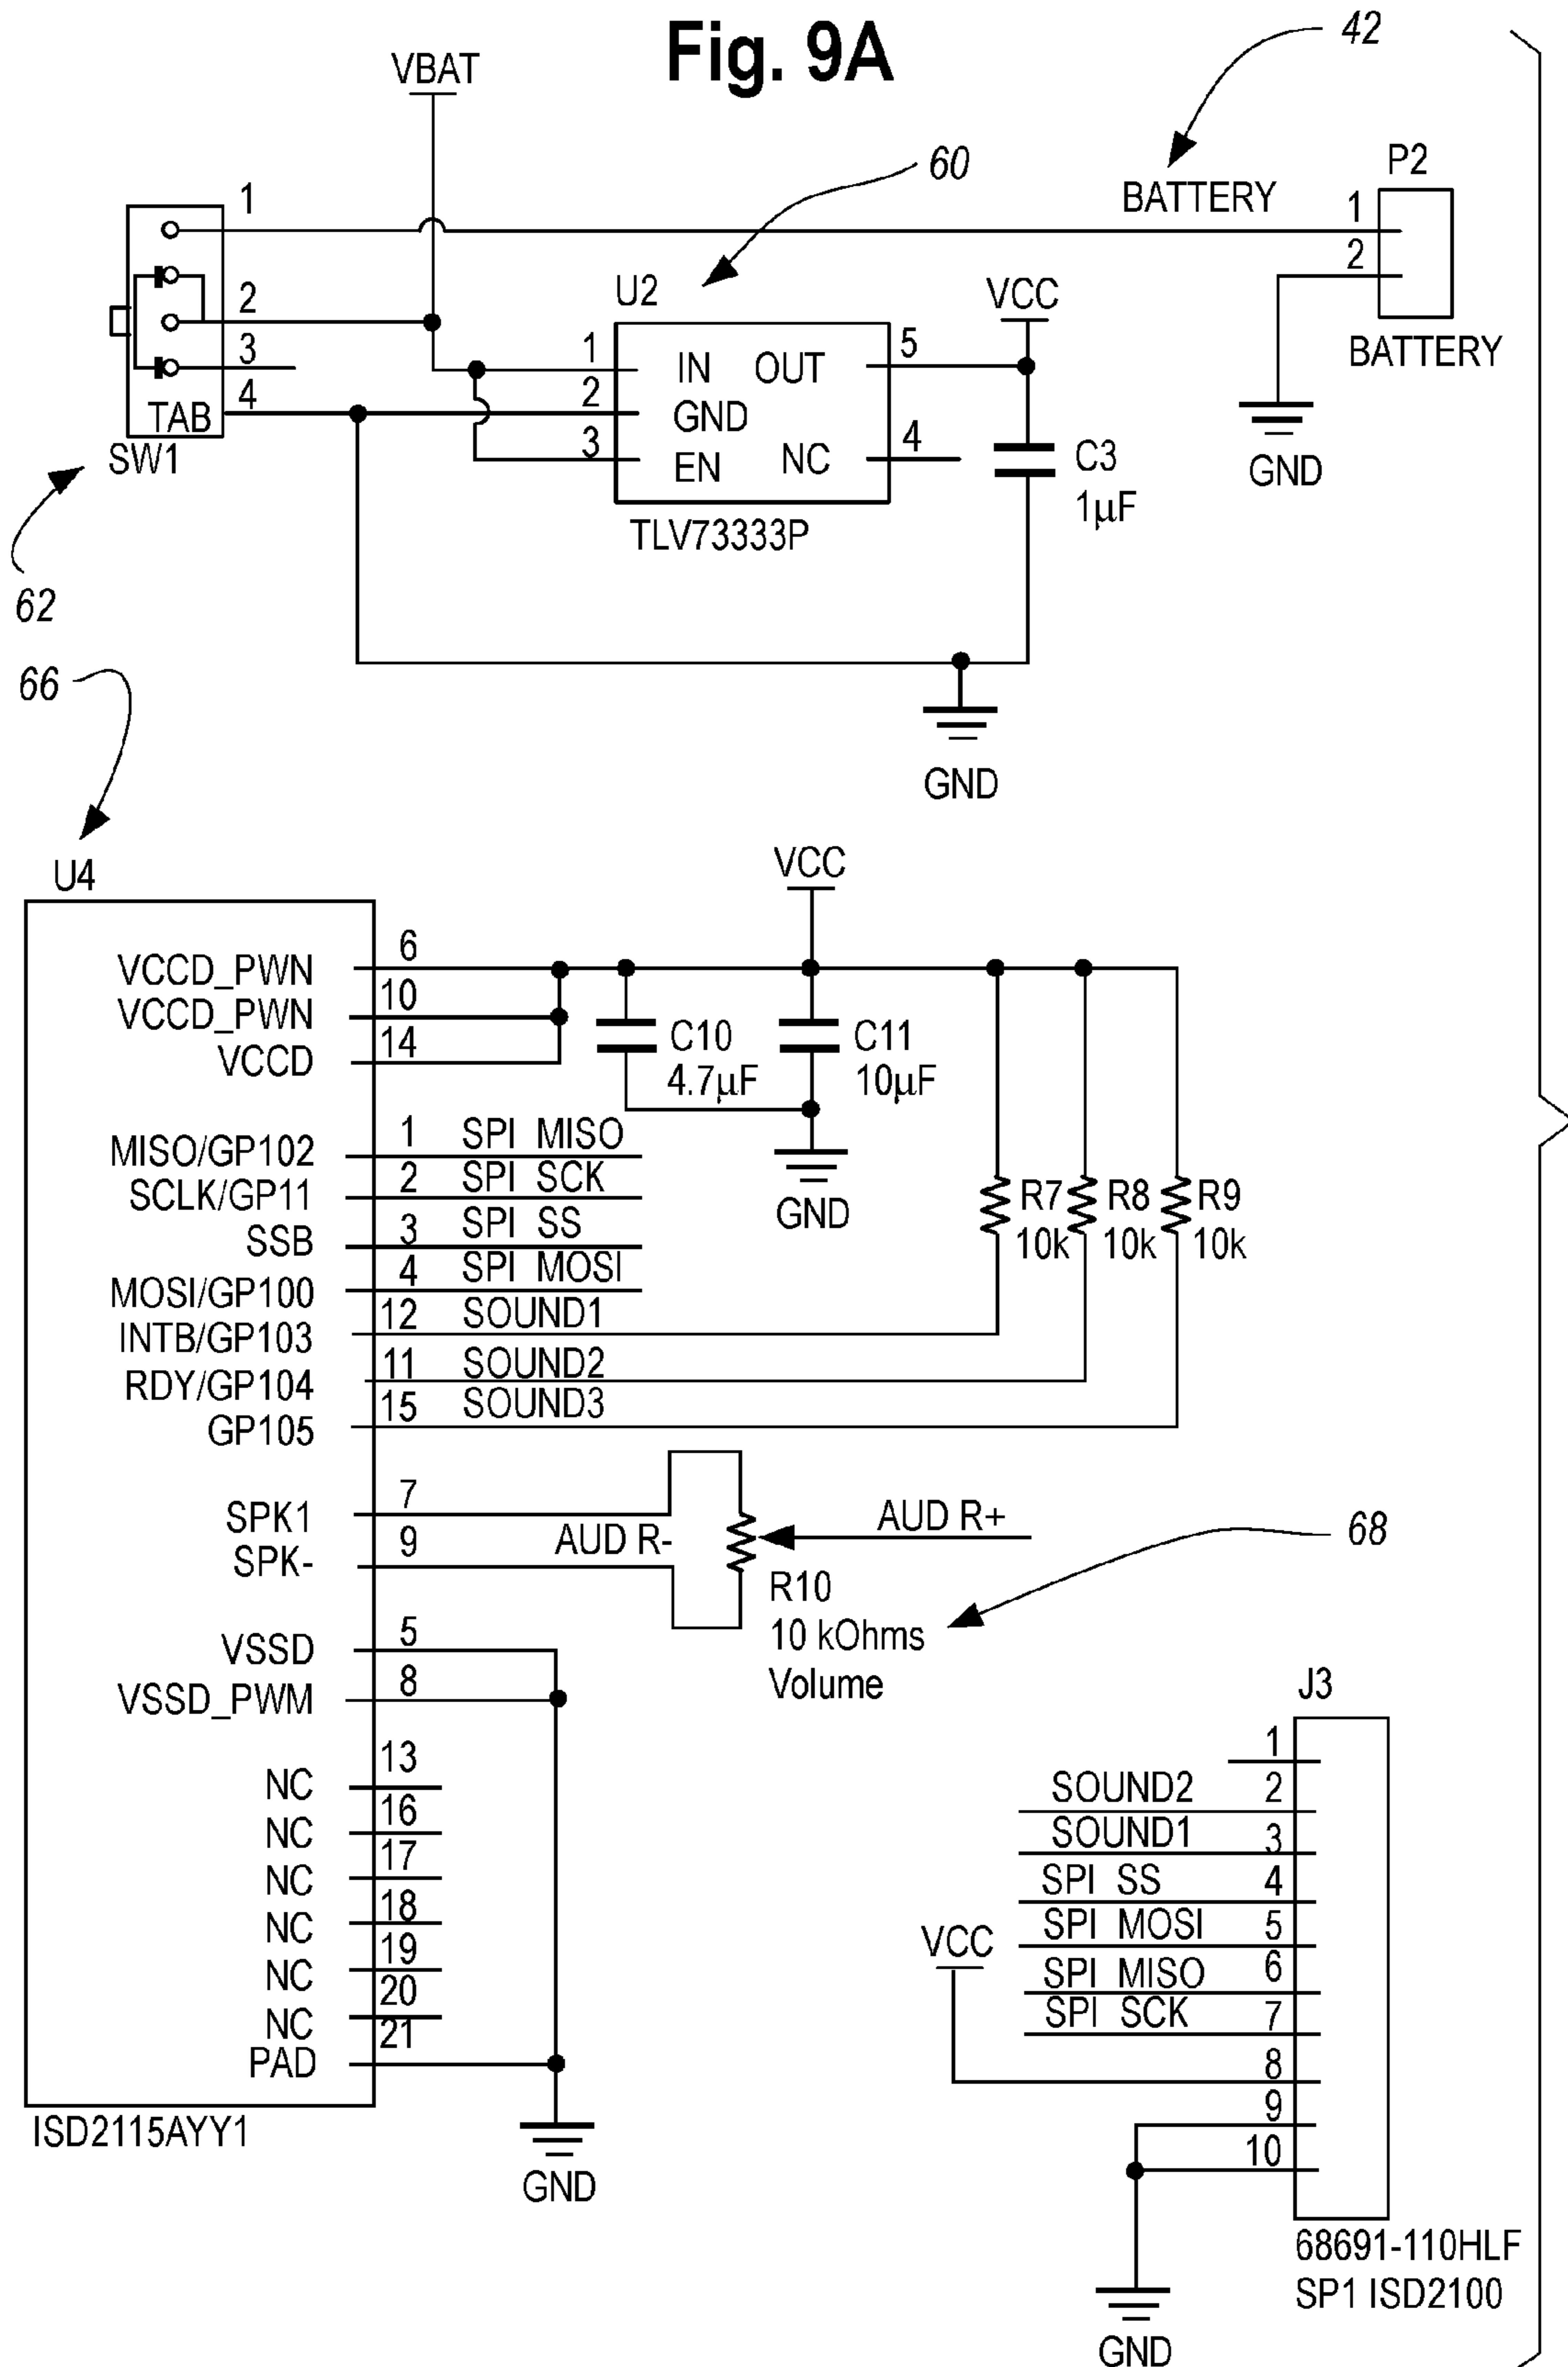 Fig. 9A
42
VBAT
60
P2
BATTERY
1
1
2
U2
VCC
2
3
4
TAB
SW1
1
IN
OUT
5
2
GND
3
EN
NC
4
TLV73333P
C3
1µF
BATTERY
GND
62
GND
66
U4
VCC
VCCD_PWN
6
VCCD_PWN
10
VCCD
14
C10
4.7µF
C11
10µF
GND
MISO/GP102
1
SPI MISO
SCLK/GP11
2
SPI SCK
SSB
3
SPI SS
MOSI/GP100
4
SPI MOSI
INTB/GP103
12
SOUND1
RDY/GP104
11
SOUND2
GP105
15
SOUND3
R7
10k
R8
10k
R9
10k
SPK1
7
SPK-
9
AUD R-
AUD R+
68
R10
10 kOhms
Volume
VSSD
5
VSSD_PWM
8
NC
13
NC
16
NC
17
NC
18
NC
19
NC
20
PAD
21
ISD2115AYY1
GND
J3
1
SOUND2
2
SOUND1
3
SPI SS
4
SPI MOSI
5
SPI MISO
6
SPI SCK
7
VCC
8
9
10
68691-110HLF
SP1 ISD2100
GND